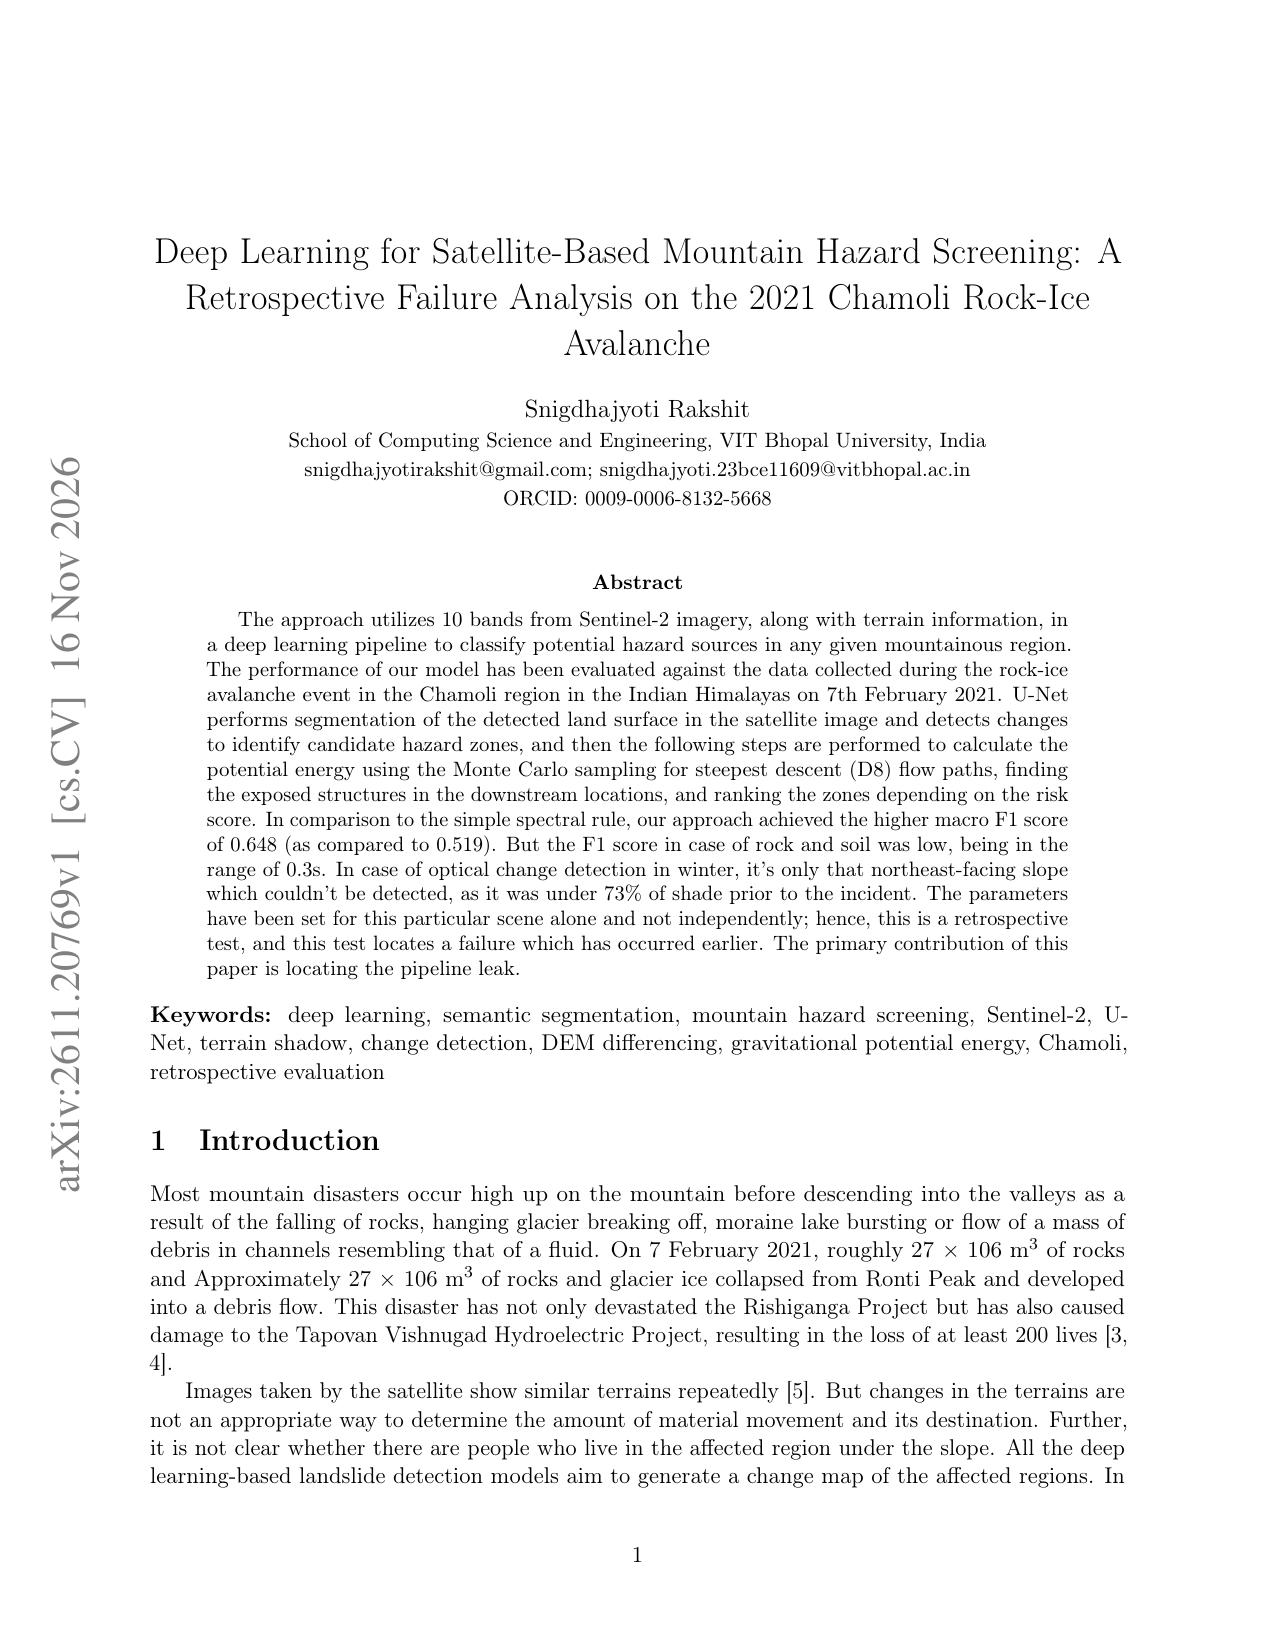 Deep Learning for Satellite-Based Mountain Hazard Screening: A
Retrospective Failure Analysis on the 2021 Chamoli Rock-Ice
Avalanche
Snigdhajyoti Rakshit
School of Computing Science and Engineering, VIT Bhopal University, India
snigdhajyotirakshit@gmail.com; snigdhajyoti.23bce11609@vitbhopal.ac.in
ORCID: 0009-0006-8132-5668
arXiv:2611.20769v1 [cs.CV] 16 Nov 2026
Abstract
The approach utilizes 10 bands from Sentinel-2 imagery, along with terrain information, in
a deep learning pipeline to classify potential hazard sources in any given mountainous region.
The performance of our model has been evaluated against the data collected during the rock-ice
avalanche event in the Chamoli region in the Indian Himalayas on 7th February 2021. U-Net
performs segmentation of the detected land surface in the satellite image and detects changes
to identify candidate hazard zones, and then the following steps are performed to calculate the
potential energy using the Monte Carlo sampling for steepest descent (D8) flow paths, finding
the exposed structures in the downstream locations, and ranking the zones depending on the risk
score. In comparison to the simple spectral rule, our approach achieved the higher macro F1 score
of 0.648 (as compared to 0.519). But the F1 score in case of rock and soil was low, being in the
range of 0.3s. In case of optical change detection in winter, it's only that northeast-facing slope
which couldn't be detected, as it was under 73% of shade prior to the incident. The parameters
have been set for this particular scene alone and not independently; hence, this is a retrospective
test, and this test locates a failure which has occurred earlier. The primary contribution of this
paper is locating the pipeline leak.
Keywords: deep learning, semantic segmentation, mountain hazard screening, Sentinel-2, U-
Net, terrain shadow, change detection, DEM differencing, gravitational potential energy, Chamoli,
retrospective evaluation
1 Introduction
Most mountain disasters occur high up on the mountain before descending into the valleys as a
result of the falling of rocks, hanging glacier breaking off, moraine lake bursting or flow of a mass of
debris in channels resembling that of a fluid. On 7 February 2021, roughly 27 × 106 m³ of rocks
and Approximately 27 × 106 m³ of rocks and glacier ice collapsed from Ronti Peak and developed
into a debris flow. This disaster has not only devastated the Rishiganga Project but has also caused
damage to the Tapovan Vishnugad Hydroelectric Project, resulting in the loss of at least 200 lives [3,
4].
Images taken by the satellite show similar terrains repeatedly [5]. But changes in the terrains are
not an appropriate way to determine the amount of material movement and its destination. Further,
it is not clear whether there are people who live in the affected region under the slope. All the deep
learning-based landslide detection models aim to generate a change map of the affected regions. In
1